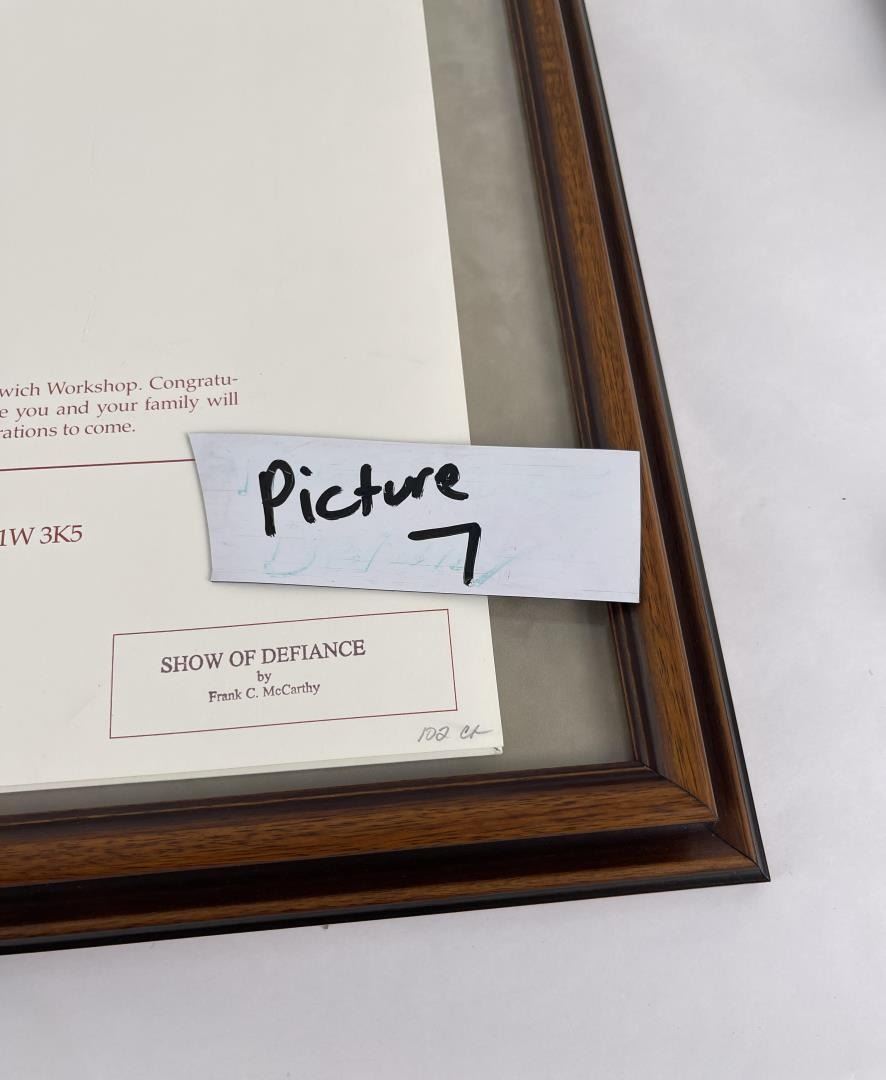 wich Workshop. Congratu-
e you and your family will
rations to come.
Picture
7
1W 3K5
SHOW OF DEFIANCE
by
Frank C. McCarthy
102